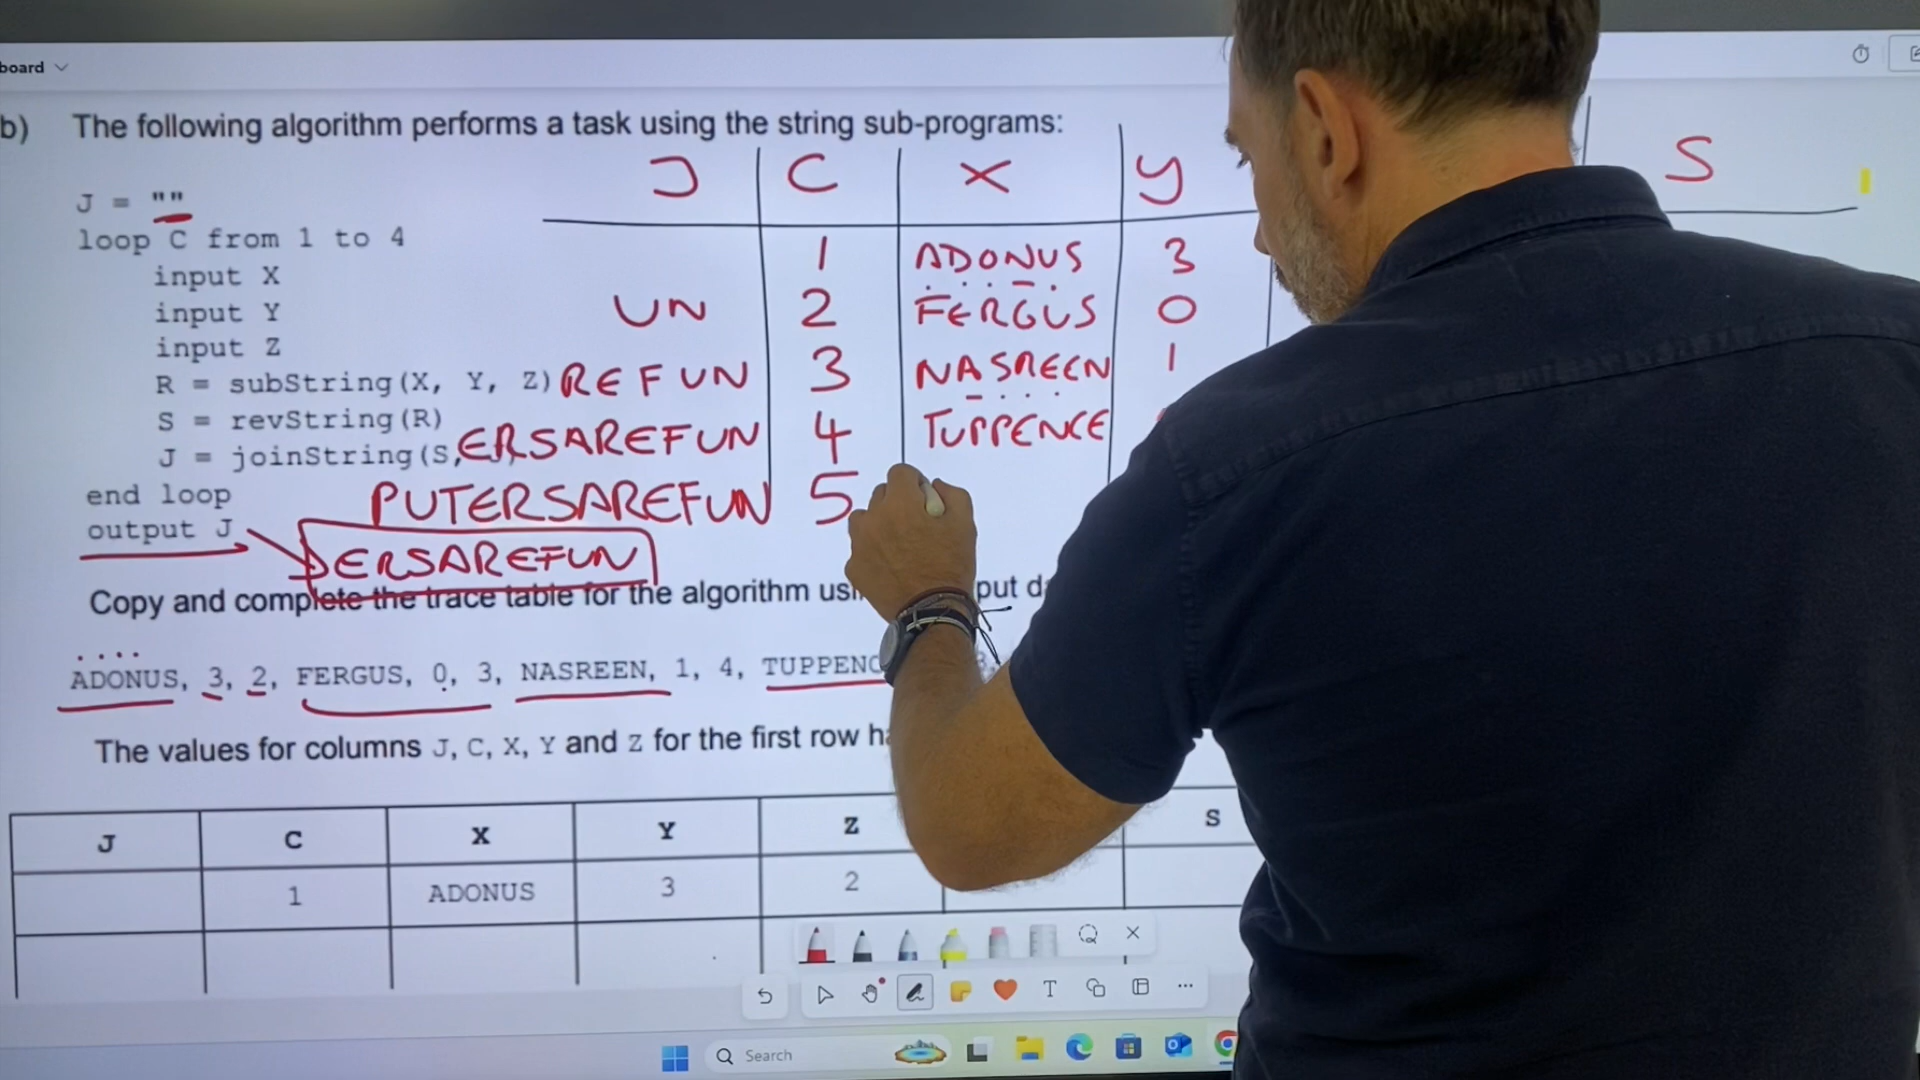 board
b) The following algorithm performs a task using the string sub-programs:
J C X Y S
J = ""
loop C from 1 to 4
input X
input Y
input Z
R = subString(X, Y, Z)
S = revString(R)
J = joinString(S,
end loop
output J
1 ADONUS 3
UN 2 FERGUS 0
REFUN 3 NASREEN 1
ERSAREFUN 4 TUPPENCE
PUTERSAREFUN 5
ERSAREFUN
Copy and complete the trace table for the algorithm put
ADONUS, 3, 2, FERGUS, 0, 3, NASREEN, 1, 4, TUPPENC
The values for columns J, C, X, Y and Z for the first row
J C X Y Z S
1 ADONUS 3 2
T
Search